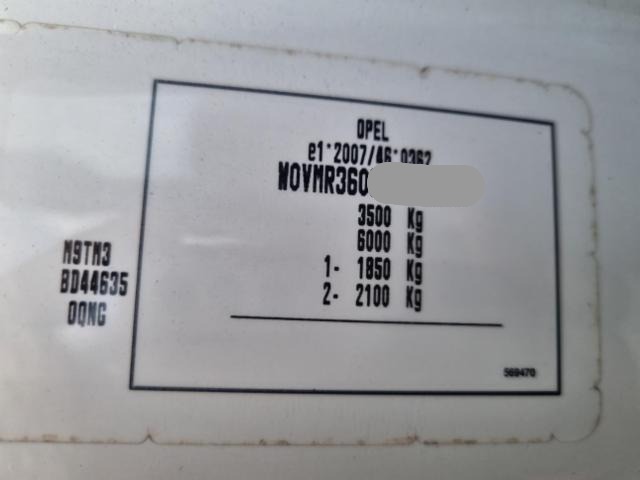 OPEL
e1*2007/46*0362
W0VMR360
3500 Kg
6000 Kg
1- 1850 Kg
2- 2100 Kg
M9TM3
BD44635
0QNG
569470